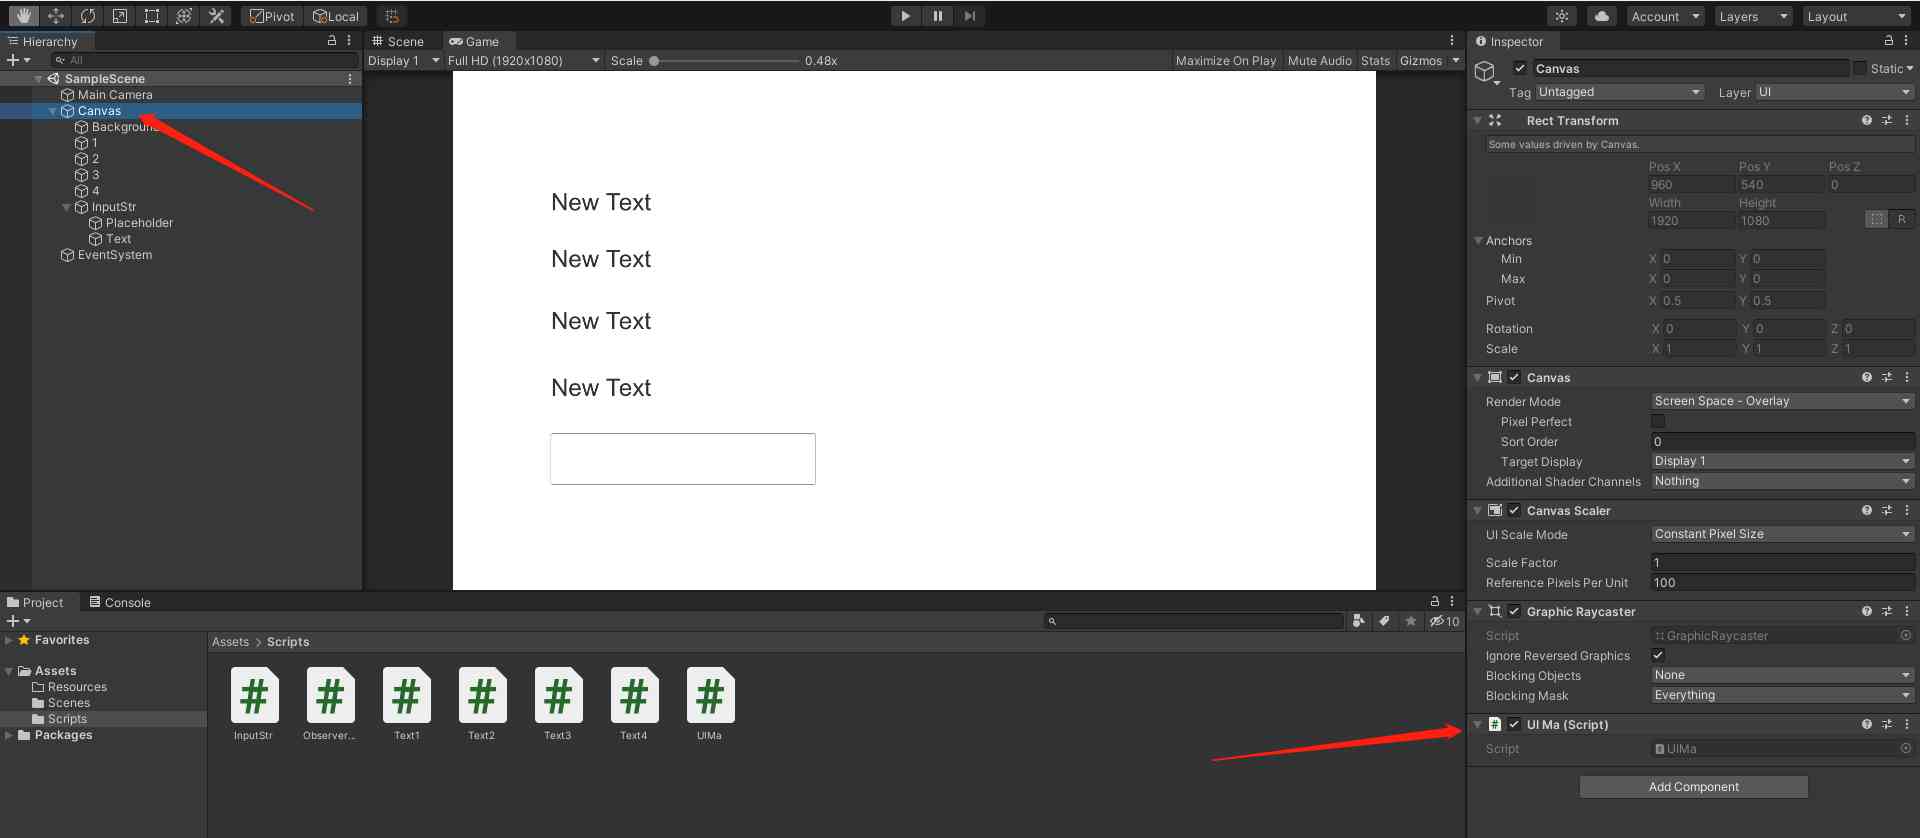 Pivot
Local
Account
Layers
Layout
Hierarchy
All
SampleScene
Main Camera
Canvas
Background
1
2
3
4
InputStr
Placeholder
Text
EventSystem
Scene
Game
Display 1
Full HD (1920x1080)
Scale
0.48x
Maximize On Play
Mute Audio
Stats
Gizmos
New Text
New Text
New Text
New Text
Inspector
Canvas
Static
Tag Untagged
Layer UI
Rect Transform
Some values driven by Canvas.
Pos X Pos Y Pos Z
960 540 0
Width Height
1920 1080
R
Anchors
Min X 0 Y 0
Max X 0 Y 0
Pivot X 0.5 Y 0.5
Rotation X 0 Y 0 Z 0
Scale X 1 Y 1 Z 1
Canvas
Render Mode Screen Space - Overlay
Pixel Perfect
Sort Order 0
Target Display Display 1
Additional Shader Channels Nothing
Canvas Scaler
UI Scale Mode Constant Pixel Size
Scale Factor 1
Reference Pixels Per Unit 100
Graphic Raycaster
Script GraphicRaycaster
Ignore Reversed Graphics
Blocking Objects None
Blocking Mask Everything
# UI Ma (Script)
Script UIMa
Add Component
Project
Console
10
Favorites
Assets
Resources
Scenes
Scripts
Packages
Assets > Scripts
# # # # # # #
InputStr Observer... Text1 Text2 Text3 Text4 UIMa